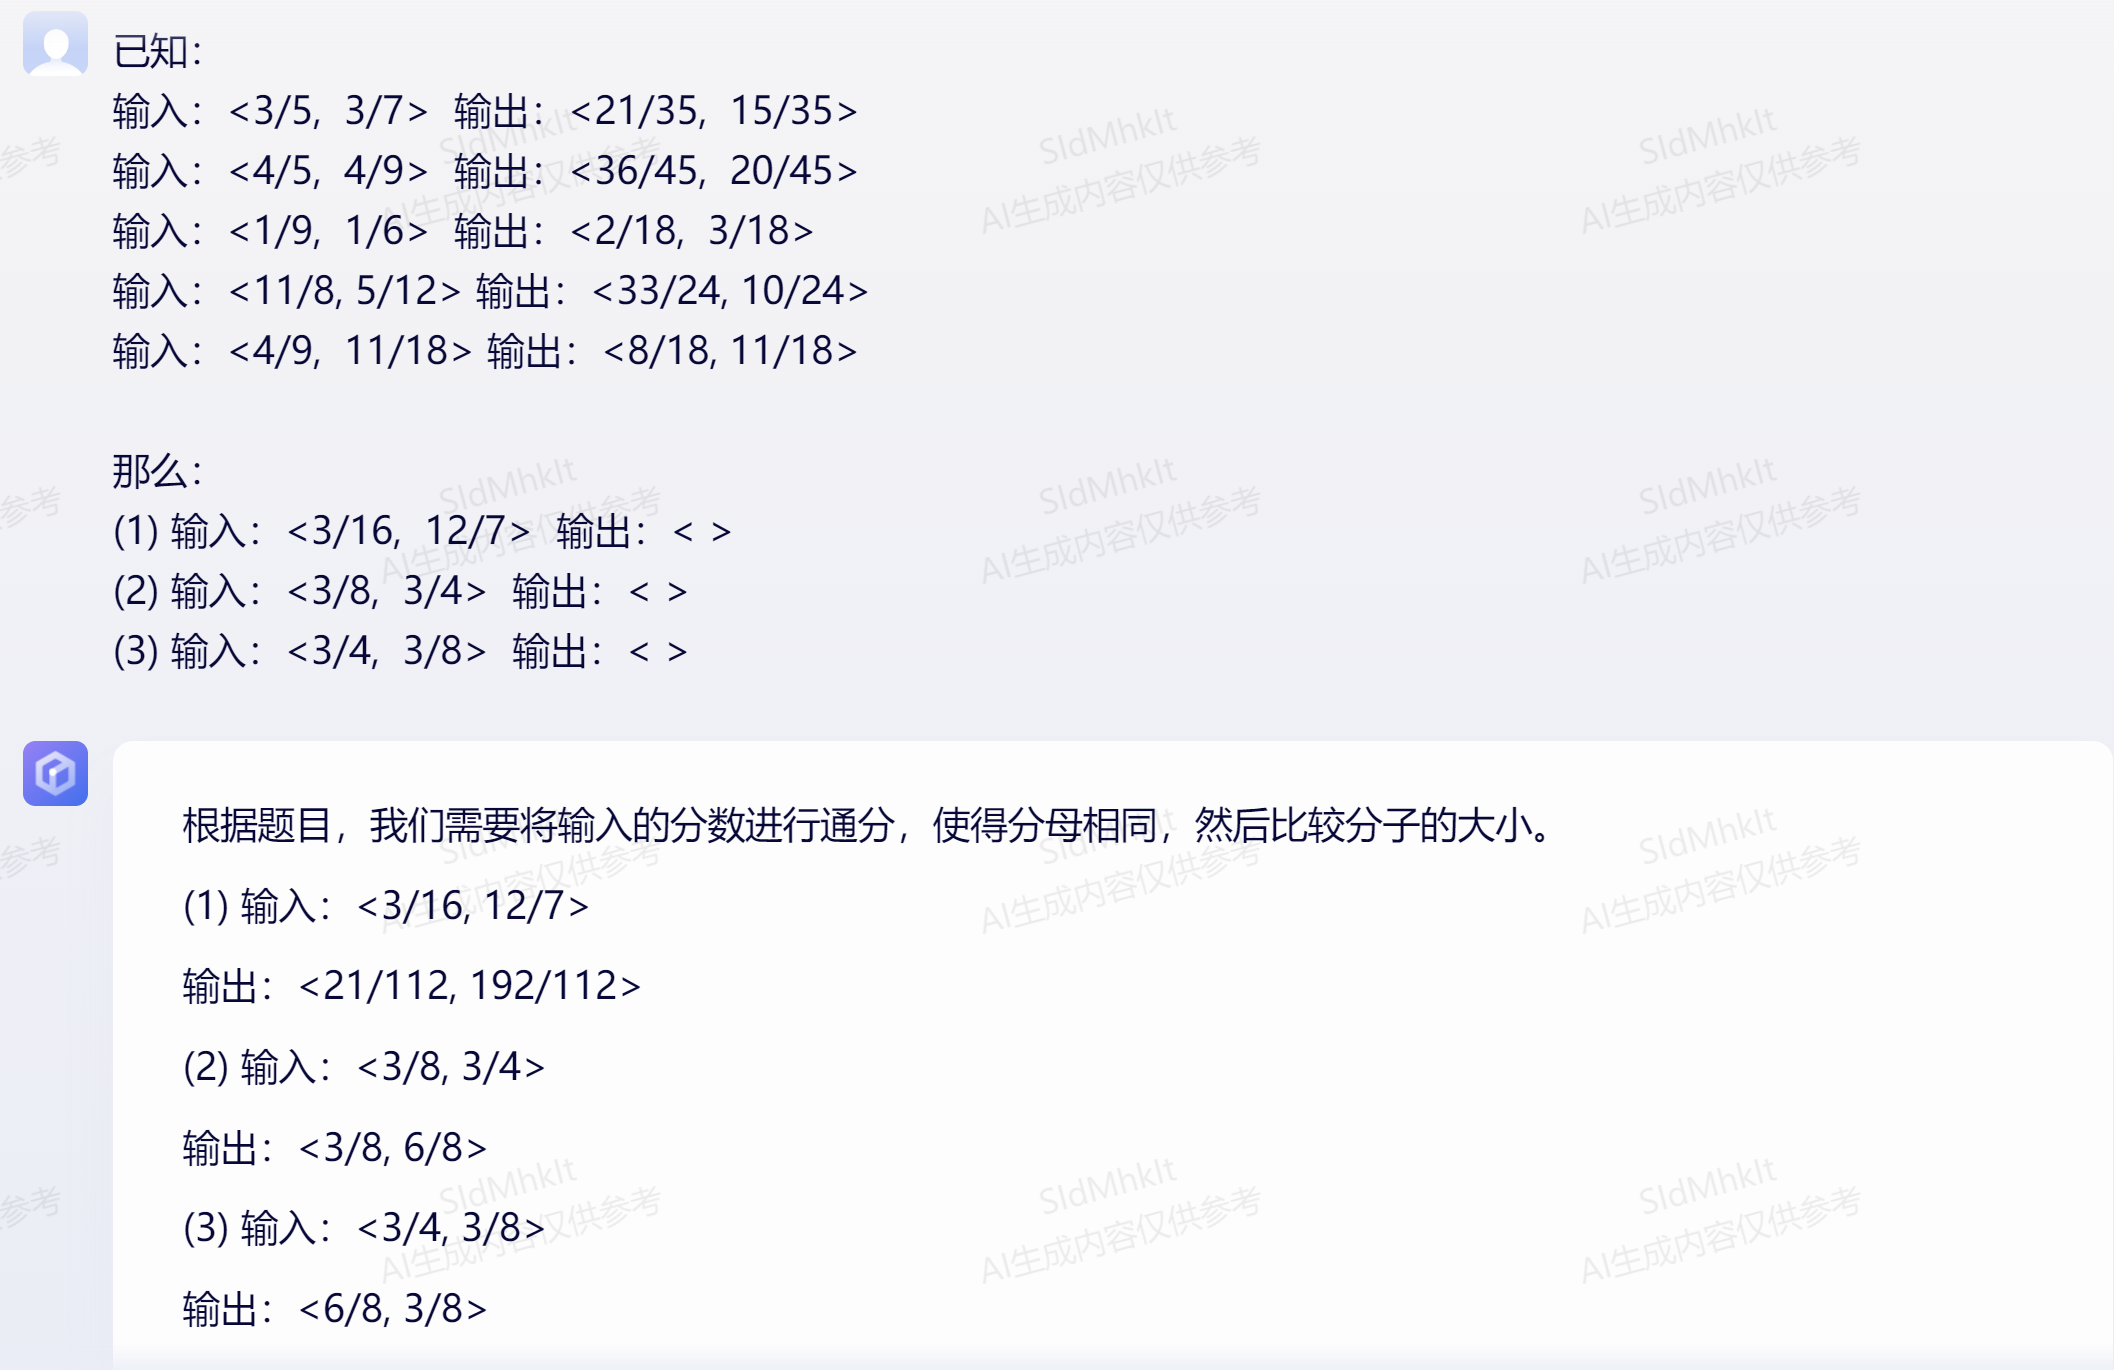 已知：
输入：<3/5，3/7> 输出：<21/35，15/35>
输入：<4/5，4/9> 输出：<36/45，20/45>
输入：<1/9，1/6> 输出：<2/18，3/18>
输入：<11/8, 5/12> 输出：<33/24, 10/24>
输入：<4/9，11/18> 输出：<8/18, 11/18>
那么：
(1) 输入：<3/16，12/7> 输出：< >
(2) 输入：<3/8，3/4> 输出：< >
(3) 输入：<3/4，3/8> 输出：< >
根据题目，我们需要将输入的分数进行通分，使得分母相同，然后比较分子的大小。
(1) 输入：<3/16, 12/7>
输出：<21/112, 192/112>
(2) 输入：<3/8, 3/4>
输出：<3/8, 6/8>
(3) 输入：<3/4, 3/8>
输出：<6/8, 3/8>
SIdMhkIt
AI生成内容仅供参考